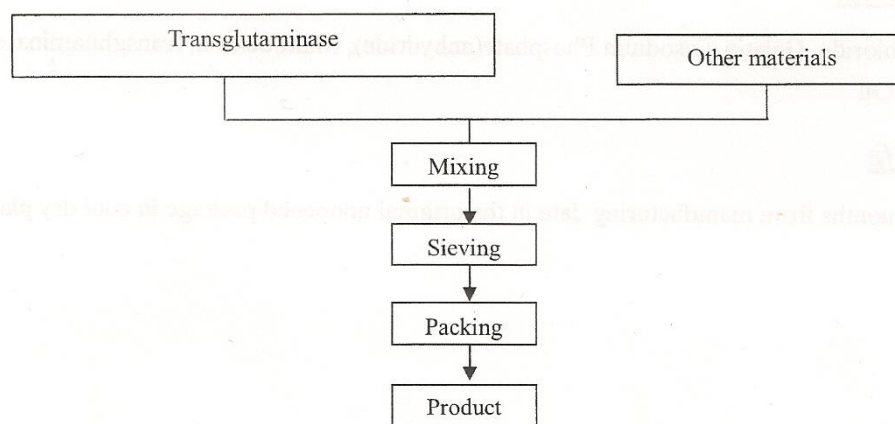 Transglutaminase
Other materials
Mixing
Sieving
Packing
Product